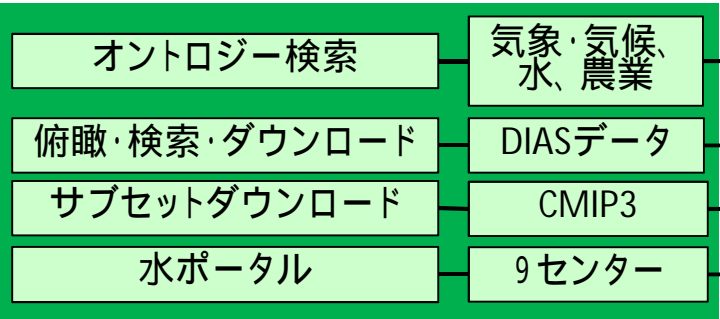 オントロジー検索
気象･気候、
水、農業
俯瞰･検索･ダウンロード
DIASデータ
サブセットダウンロード
CMIP3
水ポータル
9センター